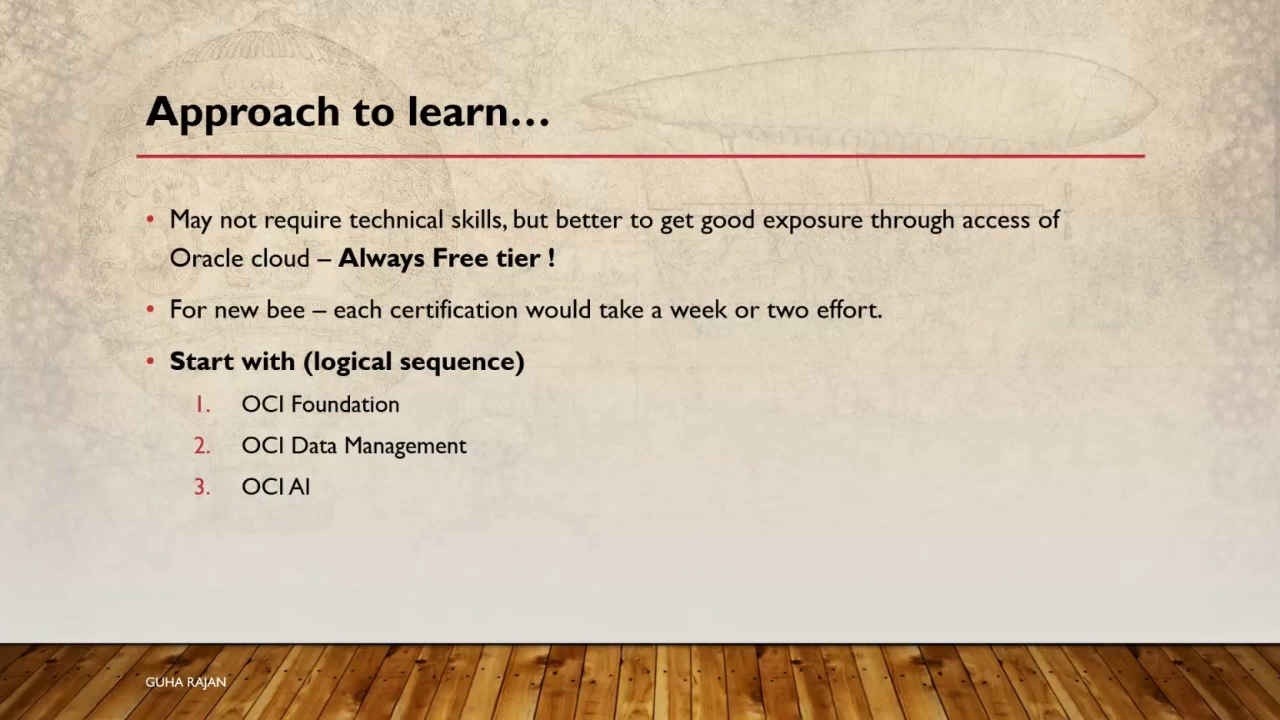 Approach to learn...
• May not require technical skills, but better to get good exposure through access of
Oracle cloud – Always Free tier !
• For new bee – each certification would take a week or two effort.
• Start with (logical sequence)
1. OCI Foundation
2. OCI Data Management
3. OCI AI
GUHA RAJAN